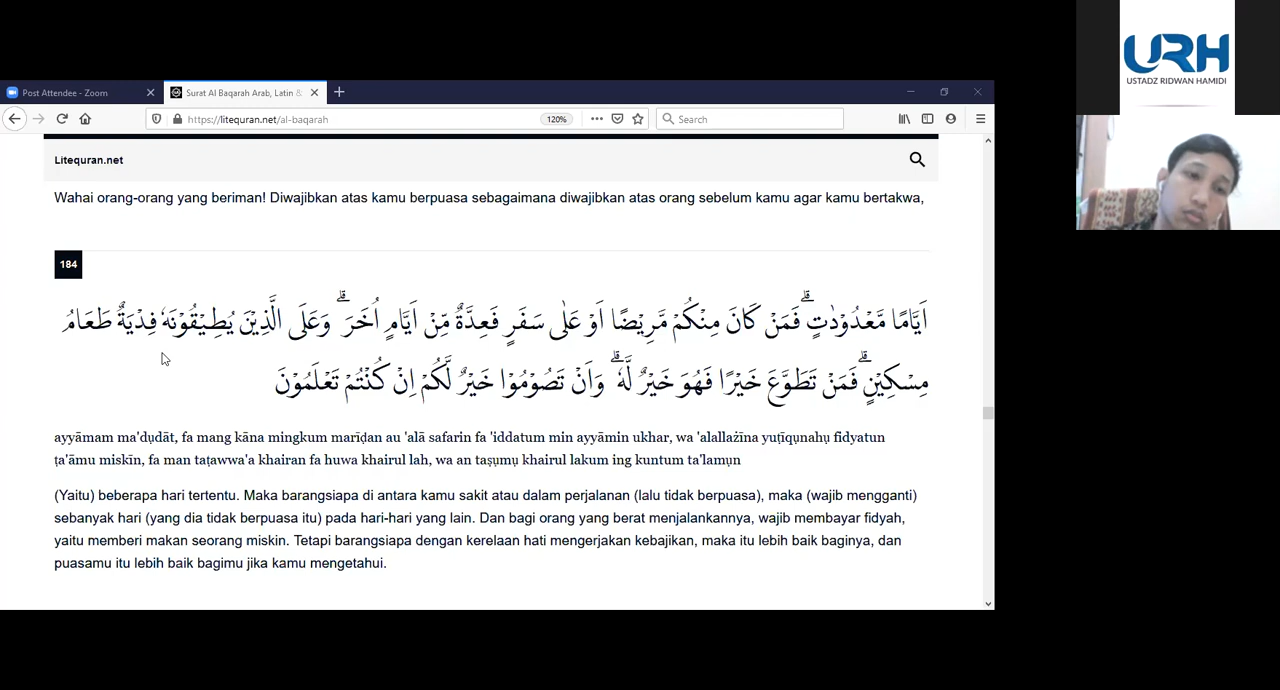 URH
USTADZ RIDWAN HAMIDI
Post Attendee - Zoom
Surat Al Baqarah Arab, Latin &
https://litequran.net/al-baqarah
120%
Search
Litequran.net
Wahai orang-orang yang beriman! Diwajibkan atas kamu berpuasa sebagaimana diwajibkan atas orang sebelum kamu agar kamu bertakwa,
184
اَيَّامًا مَّعْدُوْدٰتٍۗ فَمَنْ كَانَ مِنْكُمْ مَّرِيْضًا اَوْ عَلٰى سَفَرٍ فَعِدَّةٌ مِّنْ اَيَّامٍ اُخَرَ ۗ وَعَلَى الَّذِيْنَ يُطِيْقُوْنَهٗ فِدْيَةٌ طَعَامُ
مِسْكِيْنٍۗ فَمَنْ تَطَوَّعَ خَيْرًا فَهُوَ خَيْرٌ لَّهٗ ۗ وَاَنْ تَصُوْمُوْا خَيْرٌ لَّكُمْ اِنْ كُنْتُمْ تَعْلَمُوْنَ
ayyāmam ma'dụdāt, fa mang kāna mingkum marīḍan au 'alā safarin fa 'iddatum min ayyāmin ukhar, wa 'alallażīna yuṭīqụnahụ fidyatun
ṭa'āmu miskīn, fa man taṭawwa'a khairan fa huwa khairul lah, wa an taṣụmụ khairul lakum ing kuntum ta'lamụn
(Yaitu) beberapa hari tertentu. Maka barangsiapa di antara kamu sakit atau dalam perjalanan (lalu tidak berpuasa), maka (wajib mengganti)
sebanyak hari (yang dia tidak berpuasa itu) pada hari-hari yang lain. Dan bagi orang yang berat menjalankannya, wajib membayar fidyah,
yaitu memberi makan seorang miskin. Tetapi barangsiapa dengan kerelaan hati mengerjakan kebajikan, maka itu lebih baik baginya, dan
puasamu itu lebih baik bagimu jika kamu mengetahui.